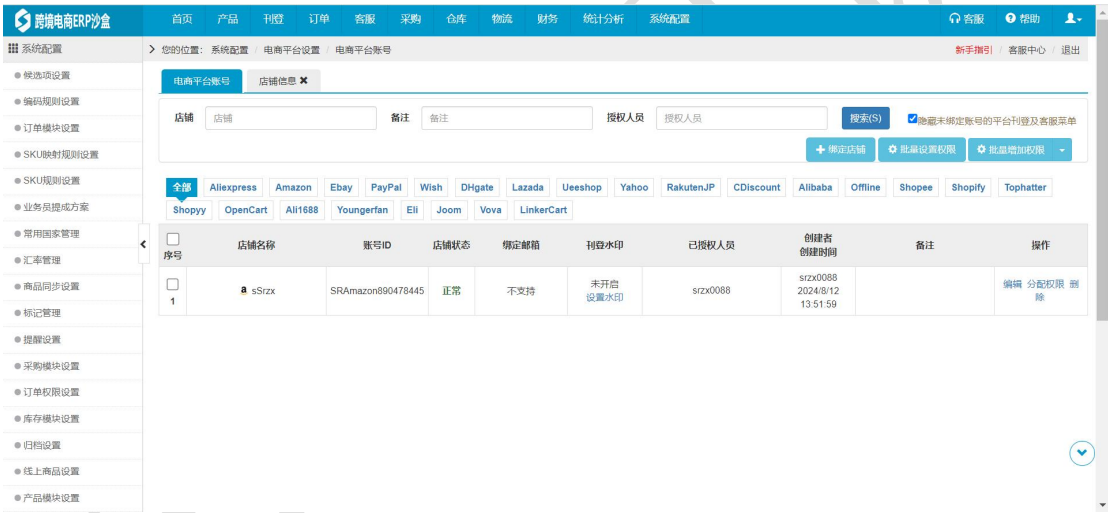 跨境电商ERP沙盒 首页 产品 刊登 订单 客服 采购 仓库 物流 财务 统计分析 系统配置 客服 帮助
系统配置 您的位置: 系统配置 / 电商平台设置 / 电商平台账号 新手指引 / 客服中心 / 退出
候选项设置
编码规则设置
订单模块设置
SKU映射规则设置
SKU规则设置
业务员提成方案
常用国家管理
汇率管理
商品同步设置
标记管理
提醒设置
采购模块设置
订单权限设置
库存模块设置
归档设置
线上商品设置
产品模块设置
电商平台账号 店铺信息
店铺 店铺 备注 备注 授权人员 授权人员 搜索(S) 隐藏未绑定账号的平台刊登及客服菜单
绑定店铺 批量设置权限 批量增加权限
全部 Aliexpress Amazon Ebay PayPal Wish DHgate Lazada Ueeshop Yahoo RakutenJP CDiscount Alibaba Offline Shopee Shopify Tophatter
Shopyy OpenCart Ali1688 Youngerfan Eli Joom Vova LinkerCart
序号 店铺名称 账号ID 店铺状态 绑定邮箱 刊登水印 已授权人员 创建者 备注 操作
创建时间
1 a sSrzx SRAmazon890478445 正常 不支持 未开启 srzx0088 srzx0088 编辑 分配权限 删
设置水印 2024/8/12 除
13:51:59